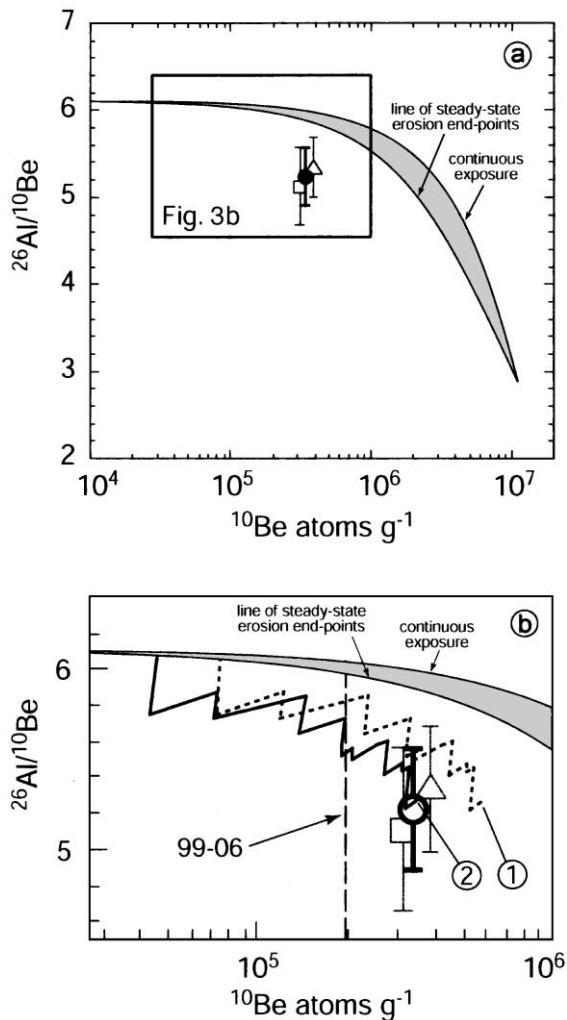 ⓐ
7
6
5
4
3
2
²⁶Al/¹⁰Be
line of steady-state
erosion end-points
continuous
exposure
Fig. 3b
10⁴
10⁵
10⁶
10⁷
¹⁰Be atoms g⁻¹
ⓑ
line of steady-state
erosion end-points
continuous
exposure
6
5
²⁶Al/¹⁰Be
99-06
②
①
10⁵
10⁶
¹⁰Be atoms g⁻¹